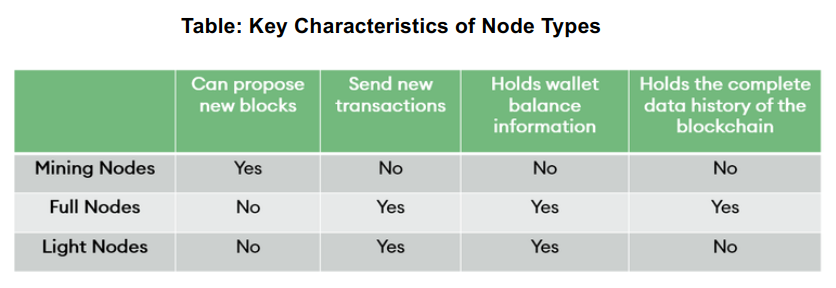 Table: Key Characteristics of Node Types
Can propose new blocks Send new transactions Holds wallet balance information Holds the complete data history of the blockchain
Mining Nodes Yes No No No
Full Nodes No Yes Yes Yes
Light Nodes No Yes Yes No